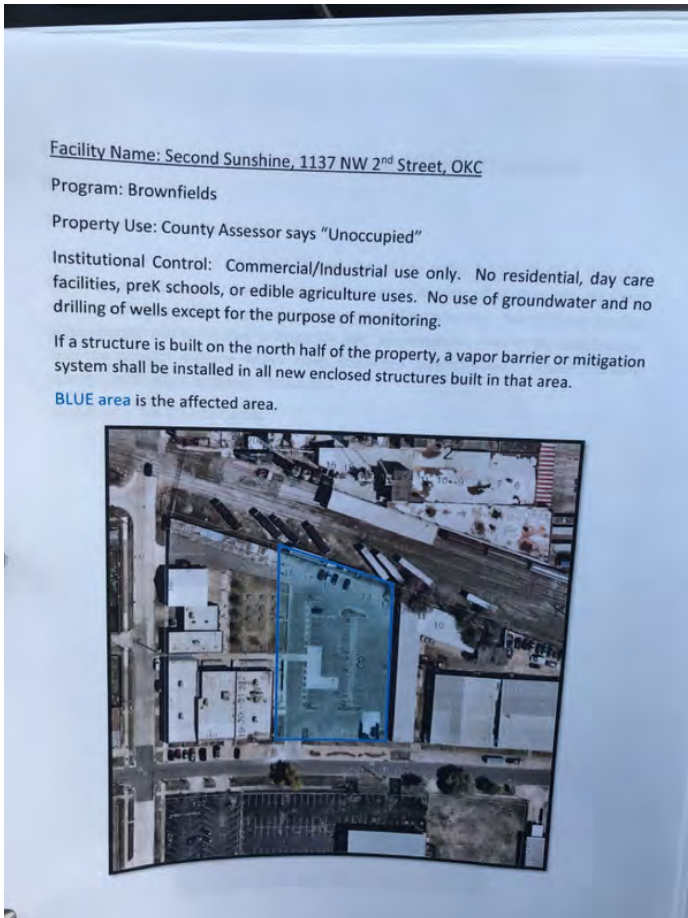 Facility Name: Second Sunshine, 1137 NW 2nd Street, OKC
Program: Brownfields
Property Use: County Assessor says “Unoccupied”
Institutional Control: Commercial/Industrial use only. No residential, day care
facilities, preK schools, or edible agriculture uses. No use of groundwater and no
drilling of wells except for the purpose of monitoring.
If a structure is built on the north half of the property, a vapor barrier or mitigation
system shall be installed in all new enclosed structures built in that area.
BLUE area is the affected area.
2
10
8